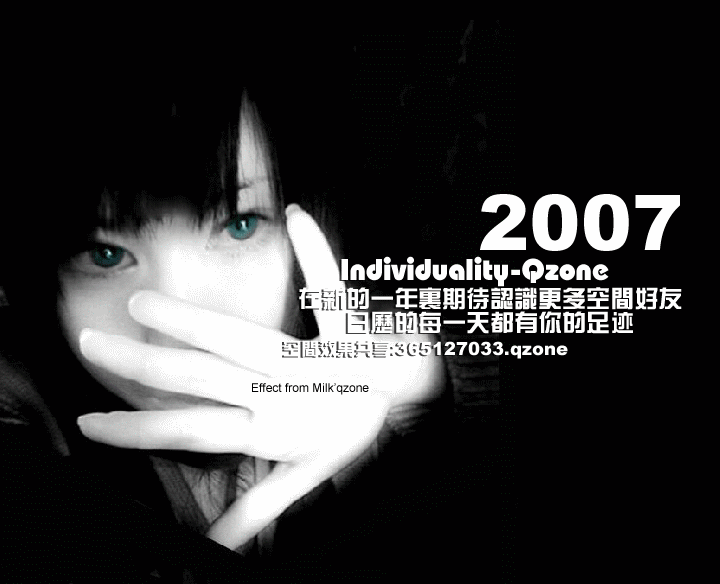 2007
Individuality-Qzone
在新的一年裏期待認識更多空間好友
日曆的每一天都有你的足迹
空間效果共享:365127033.qzone
Effect from Milk'qzone